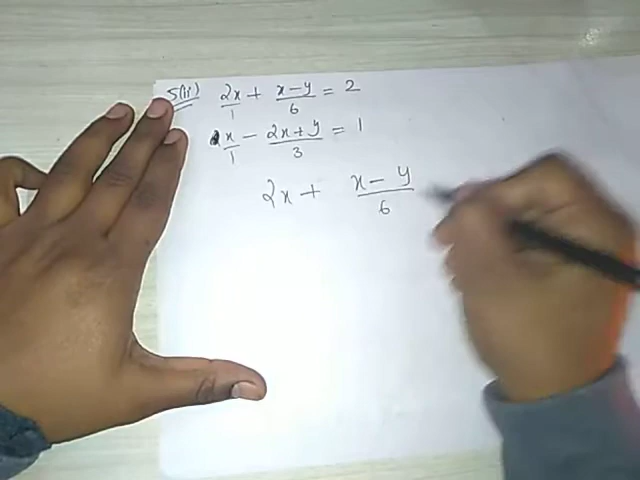 5(ii) 2x/1 + x-y/6 = 2
x/1 - 2x+y/3 = 1
2x + x-y/6